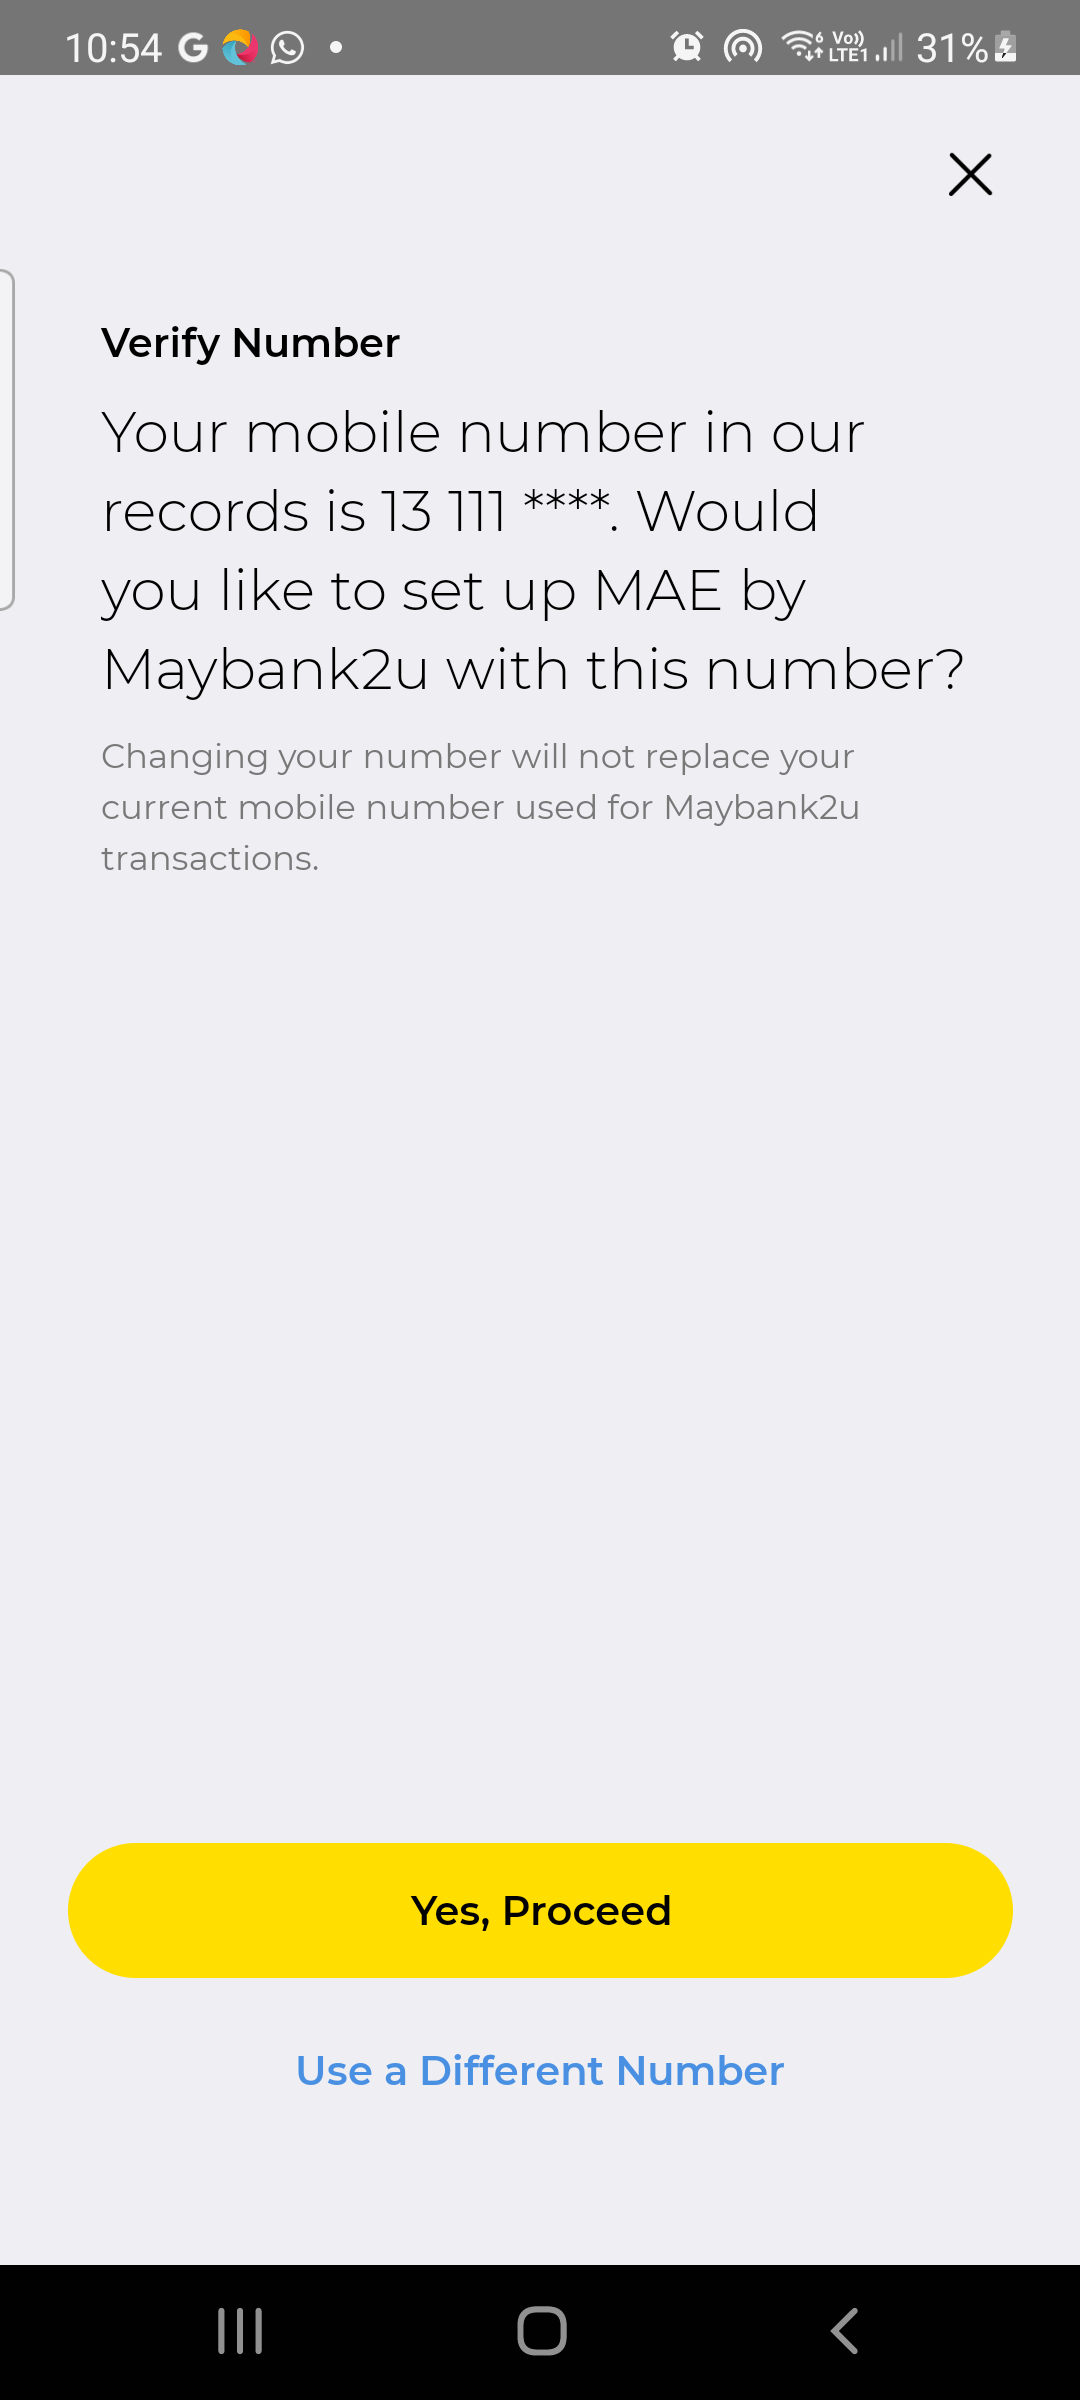 10:54
Vo)) LTE1 31%
Verify Number
Your mobile number in our
records is 13 111 ****. Would
you like to set up MAE by
Maybank2u with this number?
Changing your number will not replace your
current mobile number used for Maybank2u
transactions.
Yes, Proceed
Use a Different Number